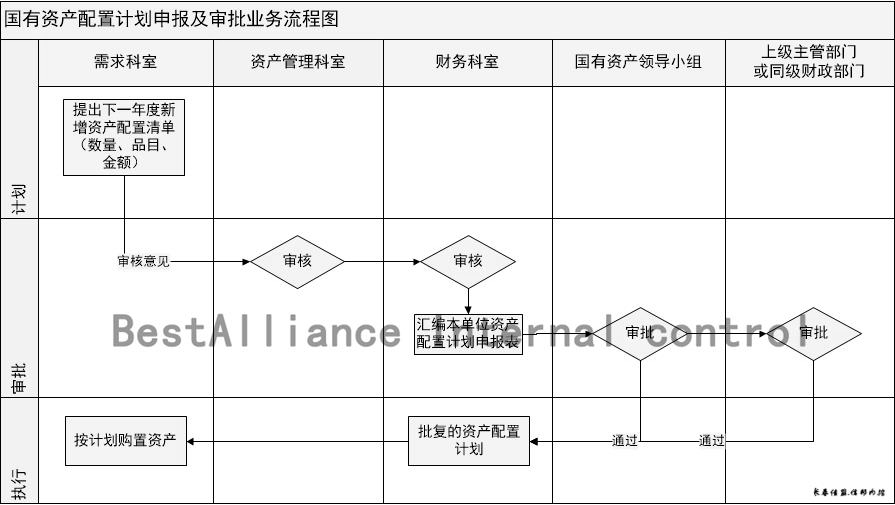 国有资产配置计划申报及审批业务流程图
需求科室
资产管理科室
财务科室
国有资产领导小组
上级主管部门
或同级财政部门
计划
提出下一年度新
增资产配置清单
（数量、品目、
金额）
审批
审核意见
审核
审核
汇编本单位资产
配置计划申报表
审批
审批
BestAlliance Internal control
执行
按计划购置资产
批复的资产配置
计划
通过
通过